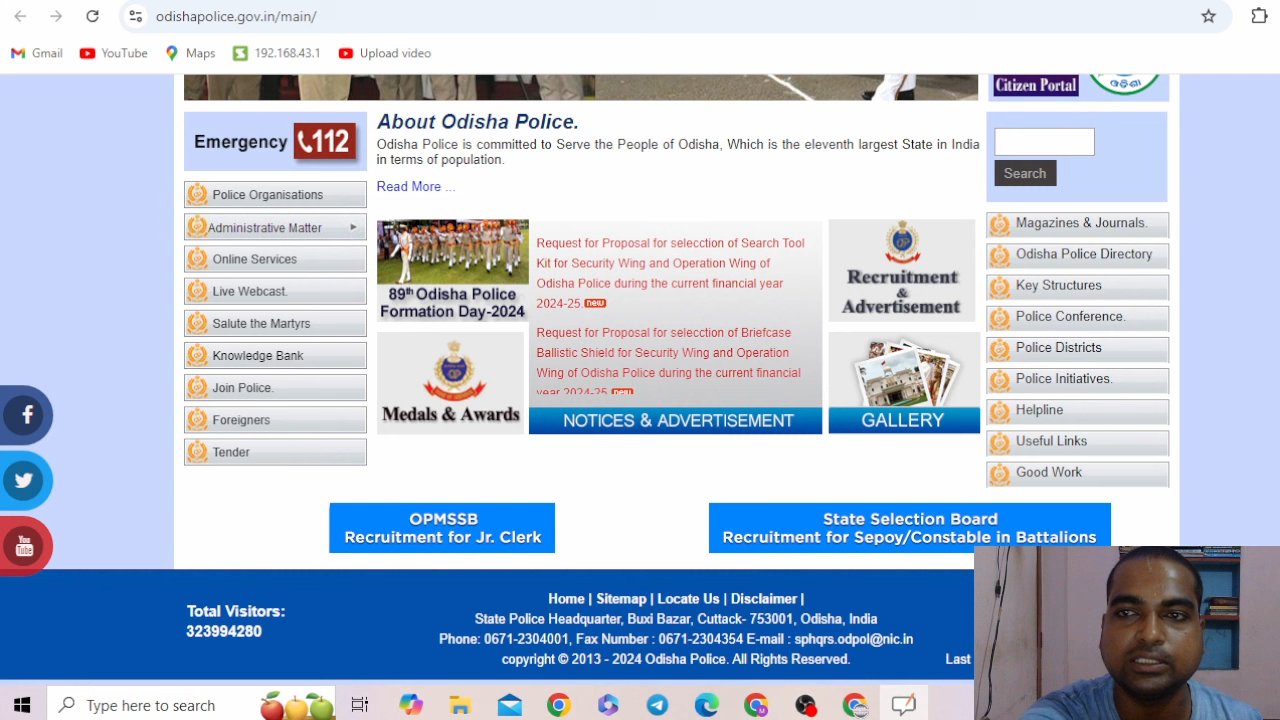 odishapolice.gov.in/main/
Gmail
YouTube
Maps
192.168.43.1
Upload video
Citizen Portal
ଓଡ଼ିଶା
Emergency 112
About Odisha Police.
Odisha Police is committed to Serve the People of Odisha, Which is the eleventh largest State in India
in terms of population.
Read More ...
Search
Police Organisations
Administrative Matter
Online Services
Live Webcast.
Salute the Martyrs
Knowledge Bank
Join Police.
Foreigners
Tender
89th Odisha Police
Formation Day-2024
Medals & Awards
Request for Proposal for selecction of Search Tool
Kit for Security Wing and Operation Wing of
Odisha Police during the current financial year
2024-25. new
Request for Proposal for selection of Briefcase
Ballistic Shield for Security Wing and Operation
Wing of Odisha Police during the current financial
year 2024-25. new
NOTICES & ADVERTISEMENT
Recruitment
&
Advertisement
GALLERY
Magazines & Journals.
Odisha Police Directory
Key Structures
Police Conference.
Police Districts
Police Initiatives.
Helpline
Useful Links
Good Work
You
Tube
OPMSSB
Recruitment for Jr. Clerk
State Selection Board
Recruitment for Sepoy/Constable in Battalions
Total Visitors:
323994280
Home | Sitemap | Locate Us | Disclaimer |
State Police Headquarter, Buxi Bazar, Cuttack- 753001, Odisha, India
Phone: 0671-2304001, Fax Number : 0671-2304354 E-mail : sphqrs.odpol@nic.in
copyright © 2013 - 2024 Odisha Police. All Rights Reserved.
Last
Type here to search